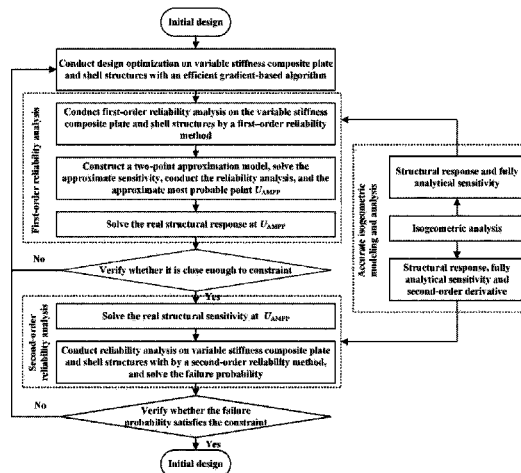 Initial design
Conduct design optimization on variable stiffness composite plate
and shell structures with an efficient gradient-based algorithm
First-order reliability analysis
Conduct first-order reliability analysis on the variable stiffness
composite plate and shell structures by a first-order reliability
method
Construct a two-point approximation model, solve the
approximate sensitivity, conduct the reliability analysis, and the
approximate most probable point UAMPP
Solve the real structural response at UAMPP
No
Verify whether it is close enough to constraint
Yes
Second-order
reliability analysis
Solve the real structural sensitivity at UAMPP
Conduct reliability analysis on variable stiffness composite plate
and shell structures with by a second-order reliability method,
and solve the failure probability
No
Verify whether the failure
probability satisfies the constraint
Yes
Initial design
Accurate isogeometric
modeling and analysis
Structural response and fully
analytical sensitivity
Isogeometric analysis
Structural response, fully
analytical sensitivity and
second-order derivative